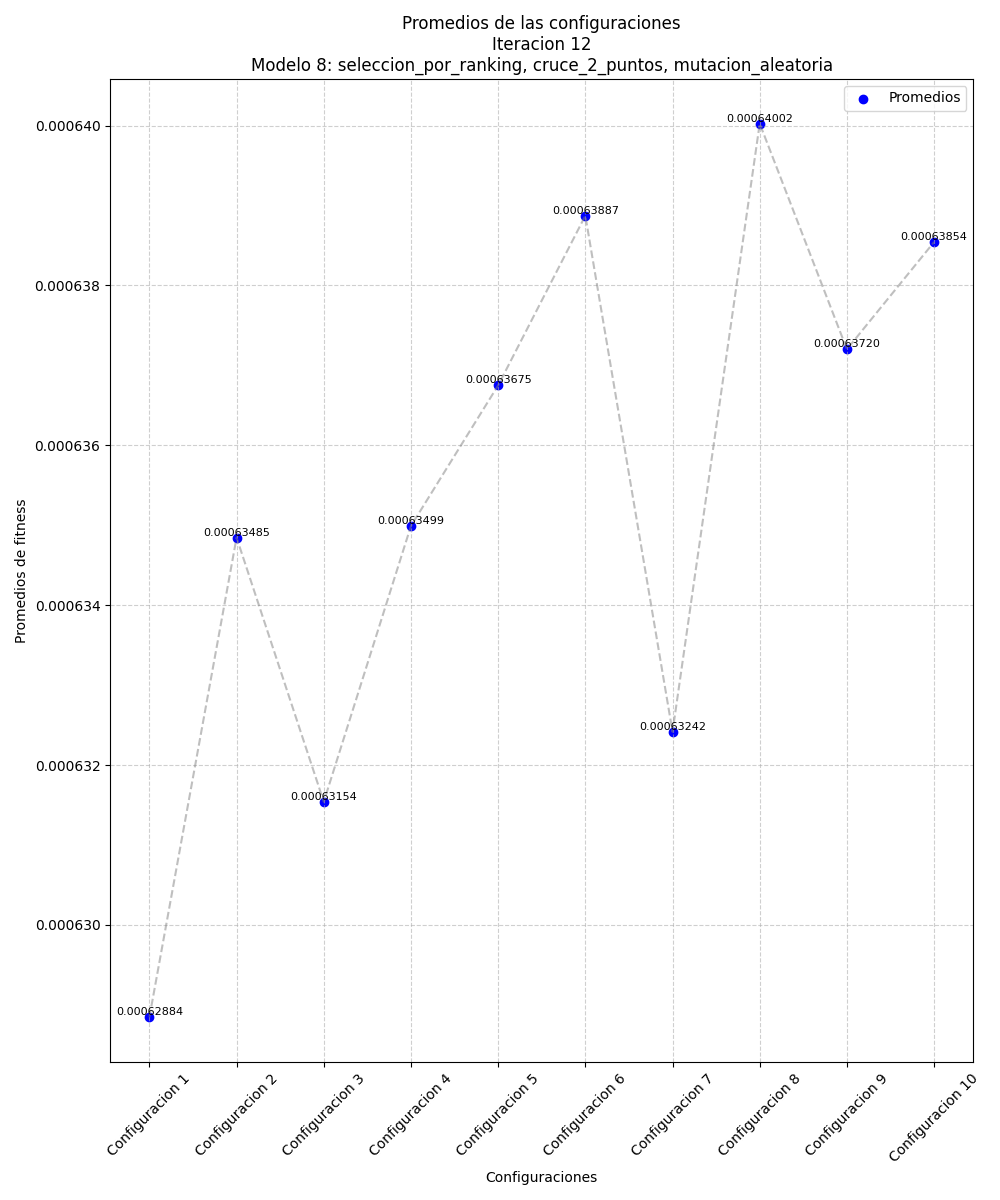 Promedios de las configuraciones
Iteracion 12
Modelo 8: seleccion_por_ranking, cruce_2_puntos, mutacion_aleatoria
Promedios
0.000640
0.000638
0.000636
0.000634
0.000632
0.000630
Promedios de fitness
0.00062884
0.00063485
0.00063154
0.00063499
0.00063675
0.00063887
0.00063242
0.00064002
0.00063720
0.00063854
Configuracion 1
Configuracion 2
Configuracion 3
Configuracion 4
Configuracion 5
Configuracion 6
Configuracion 7
Configuracion 8
Configuracion 9
Configuracion 10
Configuraciones